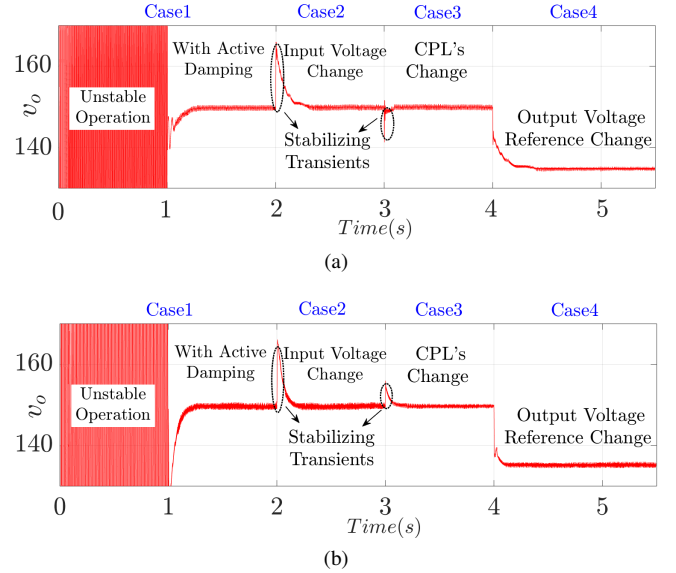 Case1 Case2 Case3 Case4
160
140
v_o
With Active
Damping
Input Voltage
Change
CPL's
Change
Unstable
Operation
Stabilizing
Transients
Output Voltage
Reference Change
0 1 2 3 4 5
Time(s)
(a)
Case1 Case2 Case3 Case4
160
140
v_o
With Active
Damping
Input Voltage
Change
CPL's
Change
Unstable
Operation
Stabilizing
Transients
Output Voltage
Reference Change
0 1 2 3 4 5
Time(s)
(b)